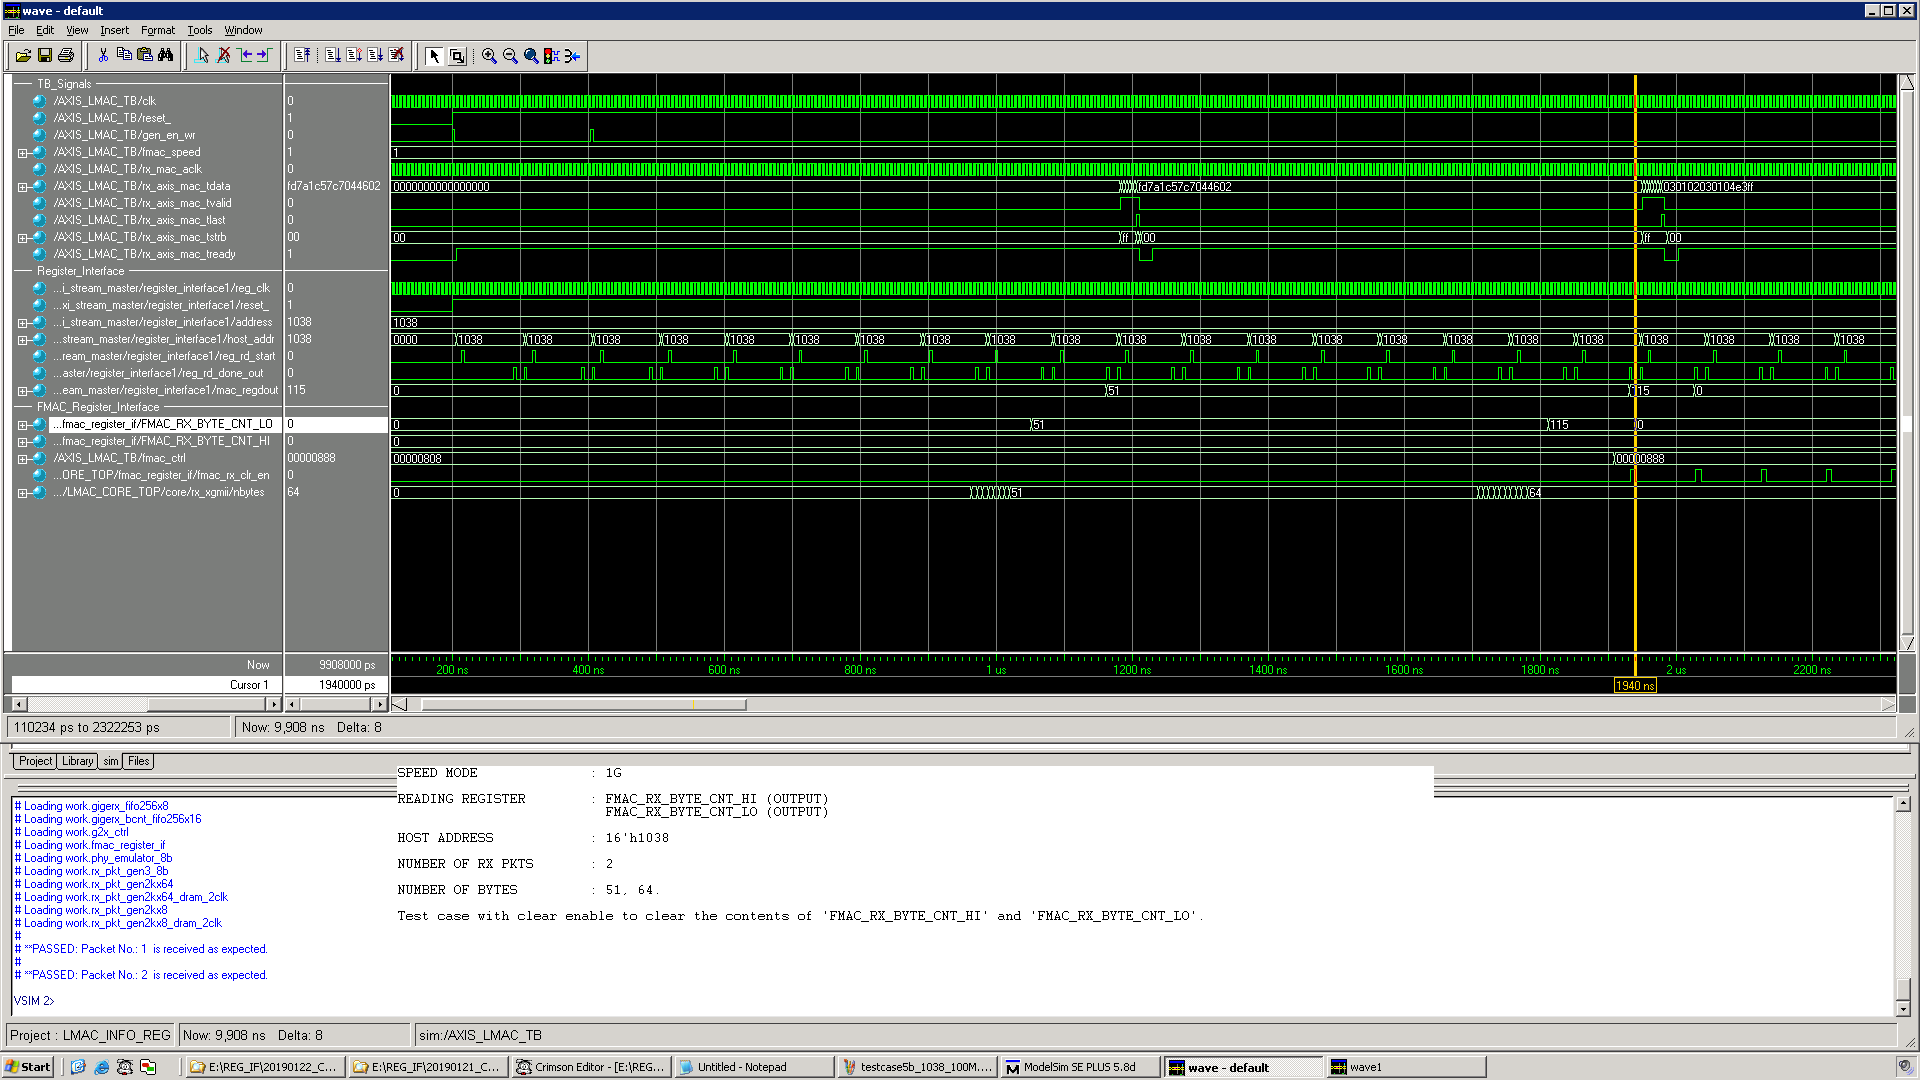 wave - default
File Edit View Insert Format Tools Window
TB_Signals
/AXIS_LMAC_TB/clk 0
/AXIS_LMAC_TB/reset_ 1
/AXIS_LMAC_TB/gen_en_wr 0
/AXIS_LMAC_TB/fmac_speed 1 1
/AXIS_LMAC_TB/rx_mac_aclk 0
/AXIS_LMAC_TB/rx_axis_mac_tdata fd7a1c57c7044602 0000000000000000 fd7a1c57c7044602 030102030104e3ff
/AXIS_LMAC_TB/rx_axis_mac_tvalid 0
/AXIS_LMAC_TB/rx_axis_mac_tlast 0
/AXIS_LMAC_TB/rx_axis_mac_tstrb 00 00 ff 00 ff 00
/AXIS_LMAC_TB/rx_axis_mac_tready 1
Register_Interface
...i_stream_master/register_interface1/reg_clk 0
...xi_stream_master/register_interface1/reset_ 1
...i_stream_master/register_interface1/address 1038 1038
...stream_master/register_interface1/host_addr 1038 0000 1038 1038 1038 1038 1038 1038 1038 1038 1038 1038 1038 1038 1038 1038 1038 1038 1038 1038 1038 1038 1038 1038
...ream_master/register_interface1/reg_rd_start 0
...aster/register_interface1/reg_rd_done_out 0
...eam_master/register_interface1/mac_regdout 115 0 51 115 0
FMAC_Register_Interface
...fmac_register_if/FMAC_RX_BYTE_CNT_LO 0 0 51 115 0
...fmac_register_if/FMAC_RX_BYTE_CNT_HI 0 0
/AXIS_LMAC_TB/fmac_ctrl 00000888 00000808 00000888
...ORE_TOP/fmac_register_if/fmac_rx_clr_en 0
.../LMAC_CORE_TOP/core/rx_xgmii/nbytes 64 0 51 64
Now 9908000 ps 200 ns 400 ns 600 ns 800 ns 1 us 1200 ns 1400 ns 1600 ns 1800 ns 2 us 2200 ns
Cursor 1 1940000 ps 1940 ns
110234 ps to 2322253 ps Now: 9,908 ns Delta: 8
Project Library sim Files
# Loading work.gigerx_fifo256x8
# Loading work.gigerx_bcnt_fifo256x16
# Loading work.g2x_ctrl
# Loading work.fmac_register_if
# Loading work.phy_emulator_8b
# Loading work.rx_pkt_gen3_8b
# Loading work.rx_pkt_gen2kx64
# Loading work.rx_pkt_gen2kx64_dram_2clk
# Loading work.rx_pkt_gen2kx8
# Loading work.rx_pkt_gen2kx8_dram_2clk
#
# **PASSED: Packet No.: 1 is received as expected.
#
# **PASSED: Packet No.: 2 is received as expected.
VSIM 2>
SPEED MODE : 1G
READING REGISTER : FMAC_RX_BYTE_CNT_HI (OUTPUT)
FMAC_RX_BYTE_CNT_LO (OUTPUT)
HOST ADDRESS : 16'h1038
NUMBER OF RX PKTS : 2
NUMBER OF BYTES : 51, 64.
Test case with clear enable to clear the contents of 'FMAC_RX_BYTE_CNT_HI' and 'FMAC_RX_BYTE_CNT_LO'.
Project : LMAC_INFO_REG Now: 9,908 ns Delta: 8 sim:/AXIS_LMAC_TB
Start E:\REG_IF\20190122_C... E:\REG_IF\20190121_C... Crimson Editor - [E:\REG... Untitled - Notepad testcase5b_1038_100M.... ModelSim SE PLUS 5.8d wave - default wave1